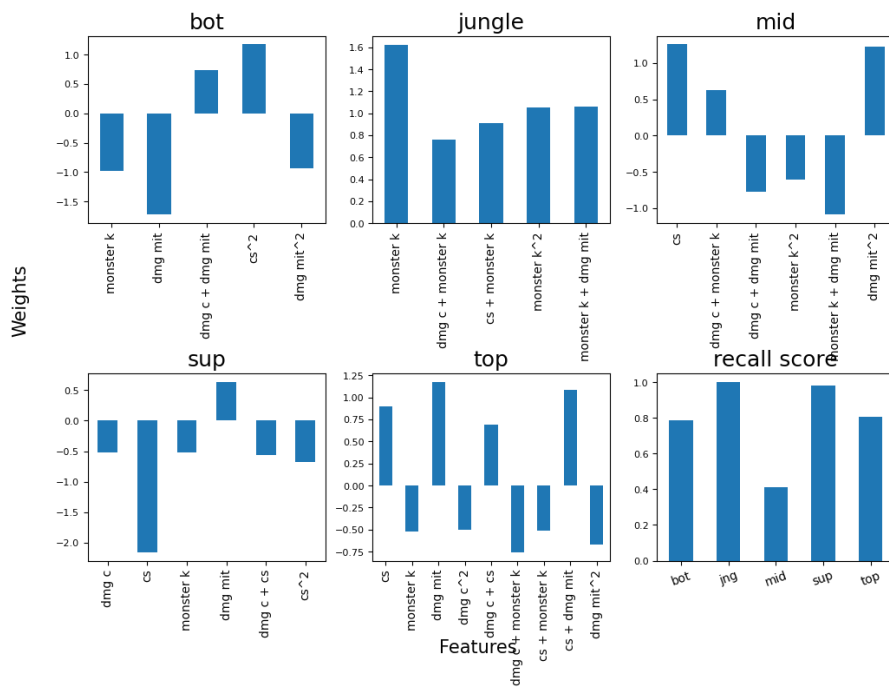 bot
1.0
0.5
0.0
−0.5
−1.0
−1.5
monster k
dmg mit
dmg c + dmg mit
cs^2
dmg mit^2
jungle
1.6
1.4
1.2
1.0
0.8
0.6
0.4
0.2
0.0
monster k
dmg c + monster k
cs + monster k
monster k^2
monster k + dmg mit
mid
1.0
0.5
0.0
−0.5
−1.0
cs
dmg c + monster k
dmg c + dmg mit
monster k^2
monster k + dmg mit
dmg mit^2
Weights
sup
0.5
0.0
−0.5
−1.0
−1.5
−2.0
dmg c
cs
monster k
dmg mit
dmg c + cs
cs^2
top
1.25
1.00
0.75
0.50
0.25
0.00
−0.25
−0.50
−0.75
cs
monster k
dmg mit
dmg c^2
dmg c + cs
dmg c + monster k
cs + monster k
cs + dmg mit
dmg mit^2
recall score
1.0
0.8
0.6
0.4
0.2
0.0
bot
jng
mid
sup
top
Features